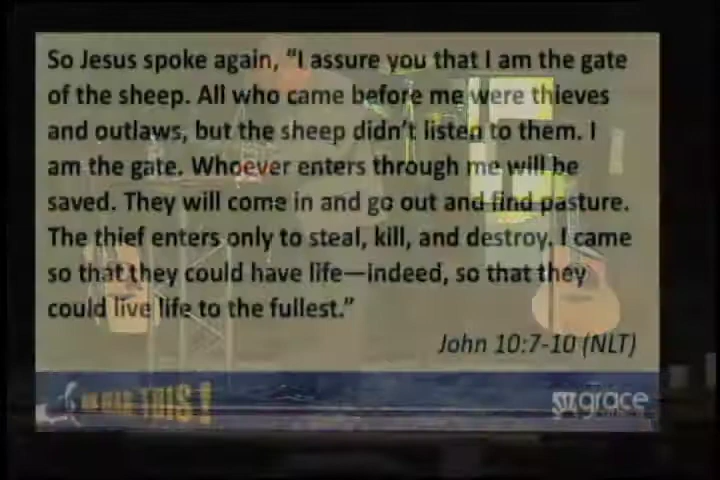 So Jesus spoke again, “I assure you that I am the gate
of the sheep. All who came before me were thieves
and outlaws, but the sheep didn’t listen to them. I
am the gate. Whoever enters through me will be
saved. They will come in and go out and find pasture.
The thief enters only to steal, kill, and destroy. I came
so that they could have life—indeed, so that they
could live life to the fullest.”
John 10:7-10 (NLT)
THIS!
grace